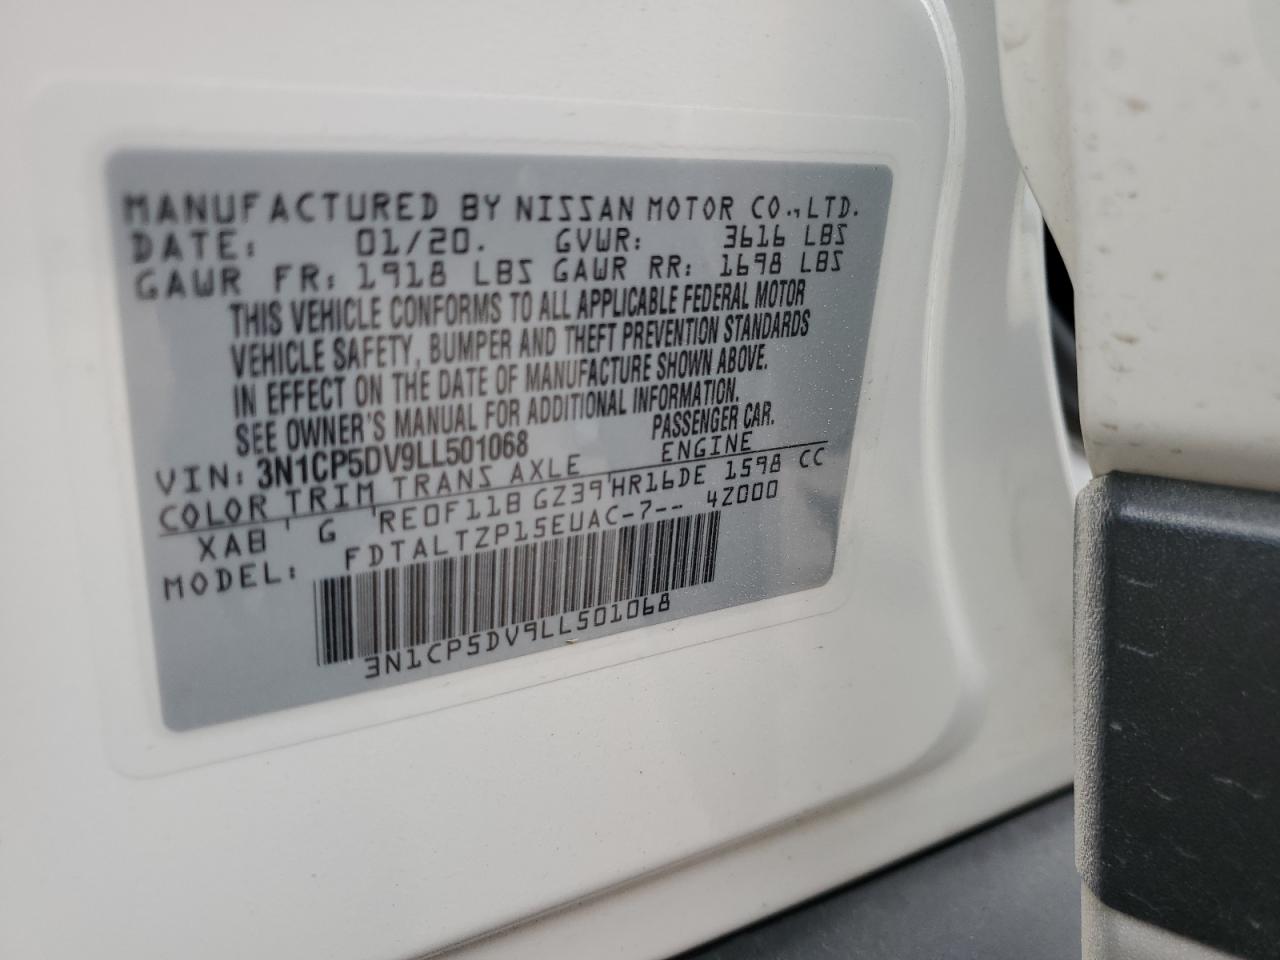 MANUFACTURED BY NISSAN MOTOR CO., LTD.
DATE: 01/20. GVWR: 3616 LBS
GAWR FR: 1918 LBS GAWR RR: 1698 LBS
THIS VEHICLE CONFORMS TO ALL APPLICABLE FEDERAL MOTOR
VEHICLE SAFETY, BUMPER AND THEFT PREVENTION STANDARDS
IN EFFECT ON THE DATE OF MANUFACTURE SHOWN ABOVE.
SEE OWNER'S MANUAL FOR ADDITIONAL INFORMATION.
VIN: 3N1CP5DV9LL501068 PASSENGER CAR.
COLOR TRIM TRANS AXLE ENGINE
XAB G RE0F11B GZ39 HR16DE 1598 CC
MODEL: FDTALTZP15EUAC-7-- 4Z000
3N1CP5DV9LL501068